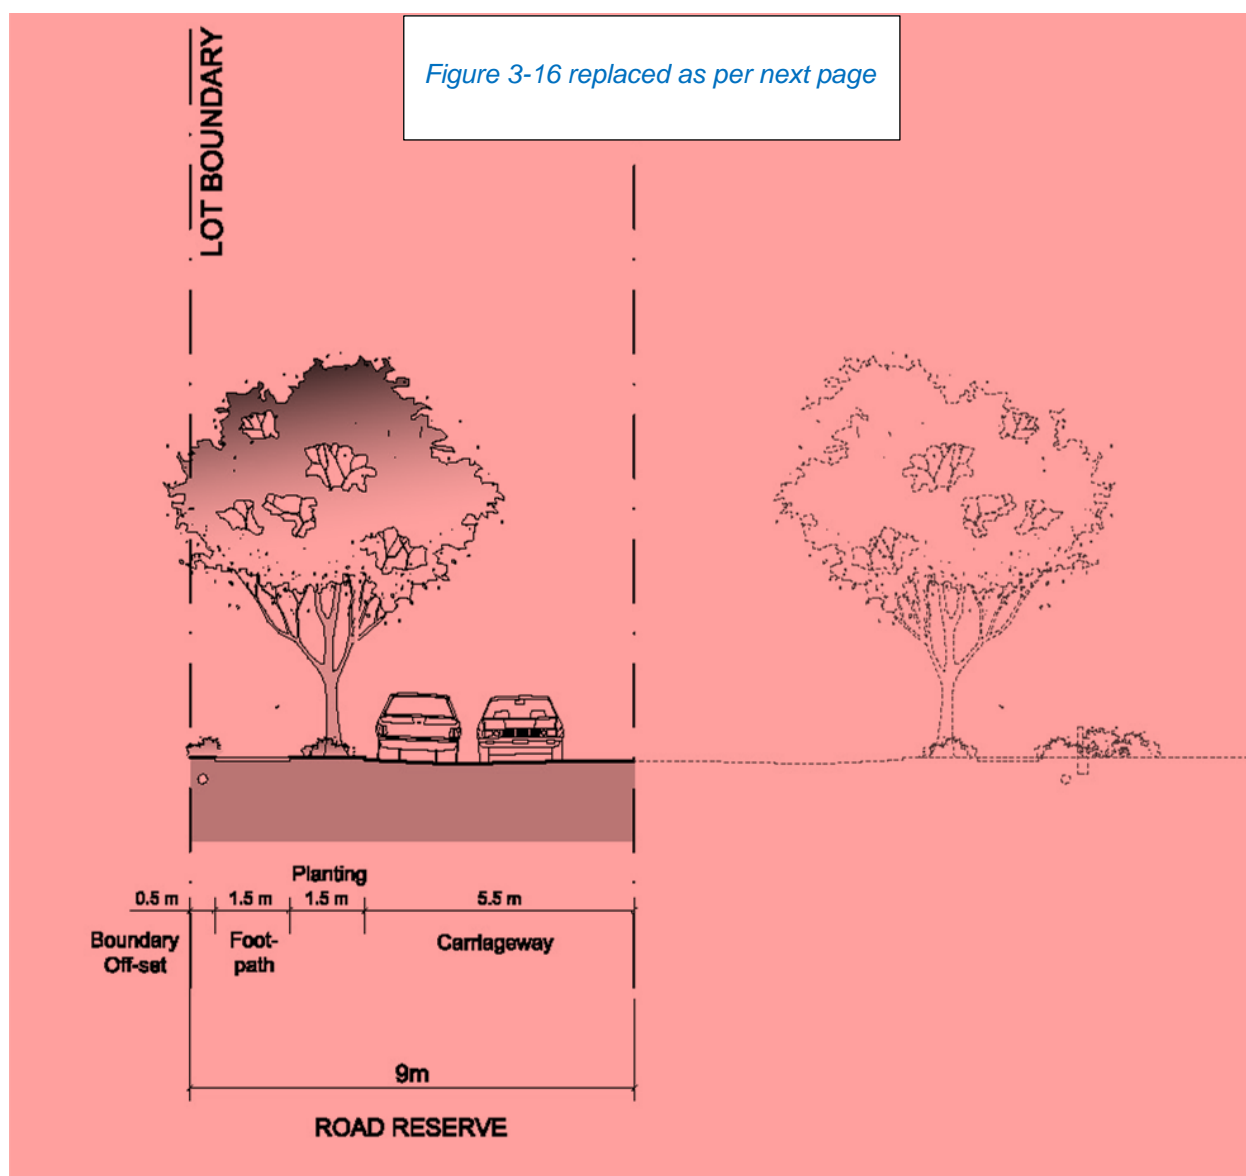 Figure 3-16 replaced as per next page
LOT BOUNDARY
Planting
0.5 m 1.5 m 1.5 m 5.5 m
Boundary
Off-set
Foot-
path
Carriageway
9m
ROAD RESERVE